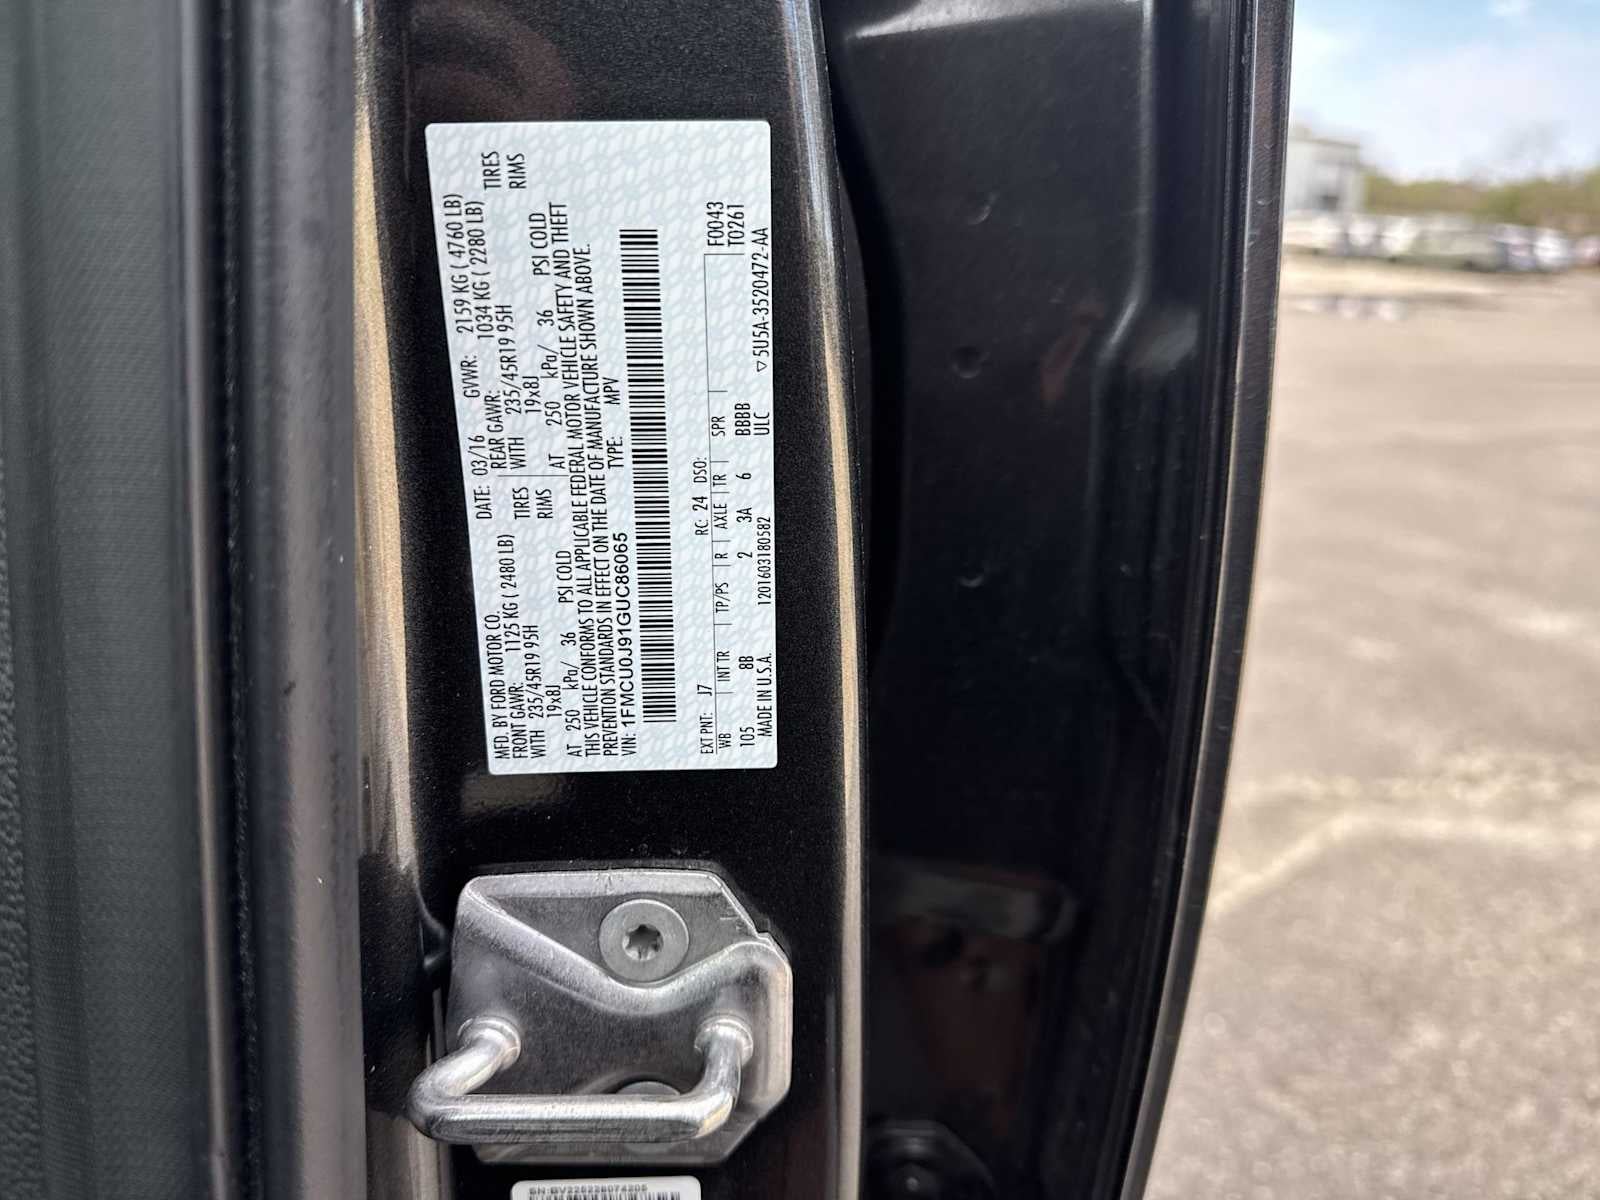 MFD. BY FORD MOTOR CO.
DATE: 03/16
GVWR: 2159 KG ( 4760 LB)
FRONT GAWR: 1125 KG ( 2480 LB)
REAR GAWR: 1034 KG ( 2280 LB)
WITH 235/45R19 95H TIRES
WITH 235/45R19 95H TIRES
19x8J RIMS
19x8J RIMS
AT 250 kPa/ 36 PSI COLD
AT 250 kPa/ 36 PSI COLD
THIS VEHICLE CONFORMS TO ALL APPLICABLE FEDERAL MOTOR VEHICLE SAFETY AND THEFT
PREVENTION STANDARDS IN EFFECT ON THE DATE OF MANUFACTURE SHOWN ABOVE.
VIN: 1FMCU0J91GUC86065
TYPE: MPV
EXT PNT: J7 RC: 24 DSO:
WB INT TR TP/PS R AXLE TR SPR
F0043
T0261
105 8B 2 3A 6 BBBB
ULC
MADE IN U.S.A. 1201603180582 ▽5U5A-3520472-AA
SN:BV225226074205